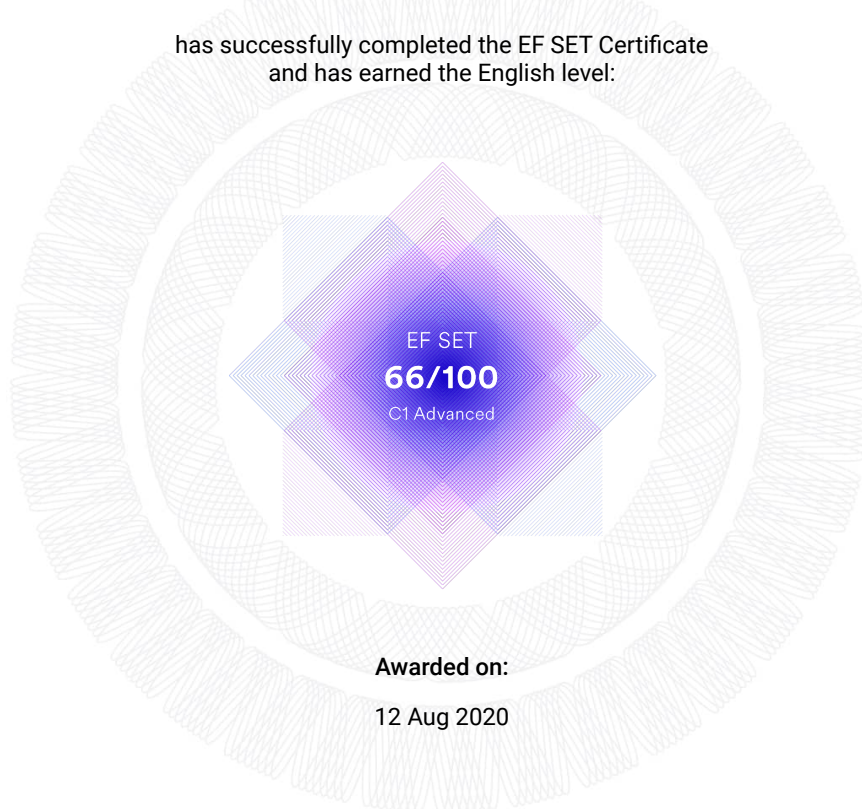 has successfully completed the EF SET Certificate
and has earned the English level:
EF SET
66/100
C1 Advanced
Awarded on:
12 Aug 2020